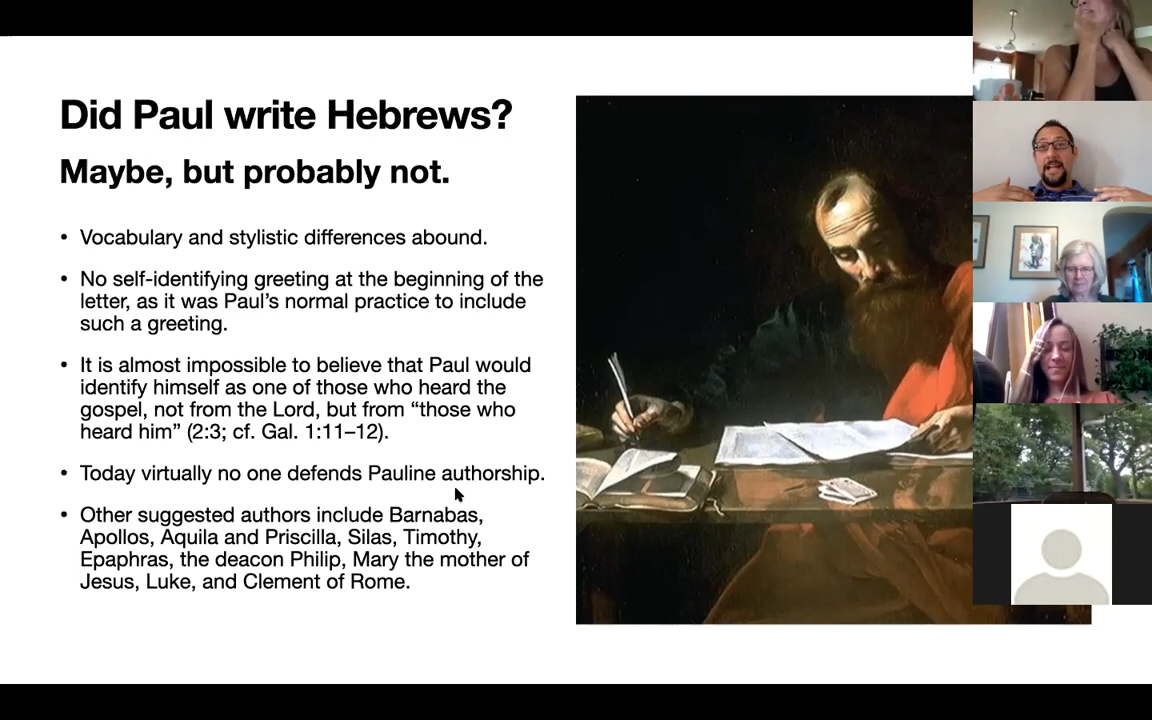 Did Paul write Hebrews?
Maybe, but probably not.
• Vocabulary and stylistic differences abound.
• No self-identifying greeting at the beginning of the
letter, as it was Paul’s normal practice to include
such a greeting.
• It is almost impossible to believe that Paul would
identify himself as one of those who heard the
gospel, not from the Lord, but from “those who
heard him” (2:3; cf. Gal. 1:11–12).
• Today virtually no one defends Pauline authorship.
• Other suggested authors include Barnabas,
Apollos, Aquila and Priscilla, Silas, Timothy,
Epaphras, the deacon Philip, Mary the mother of
Jesus, Luke, and Clement of Rome.